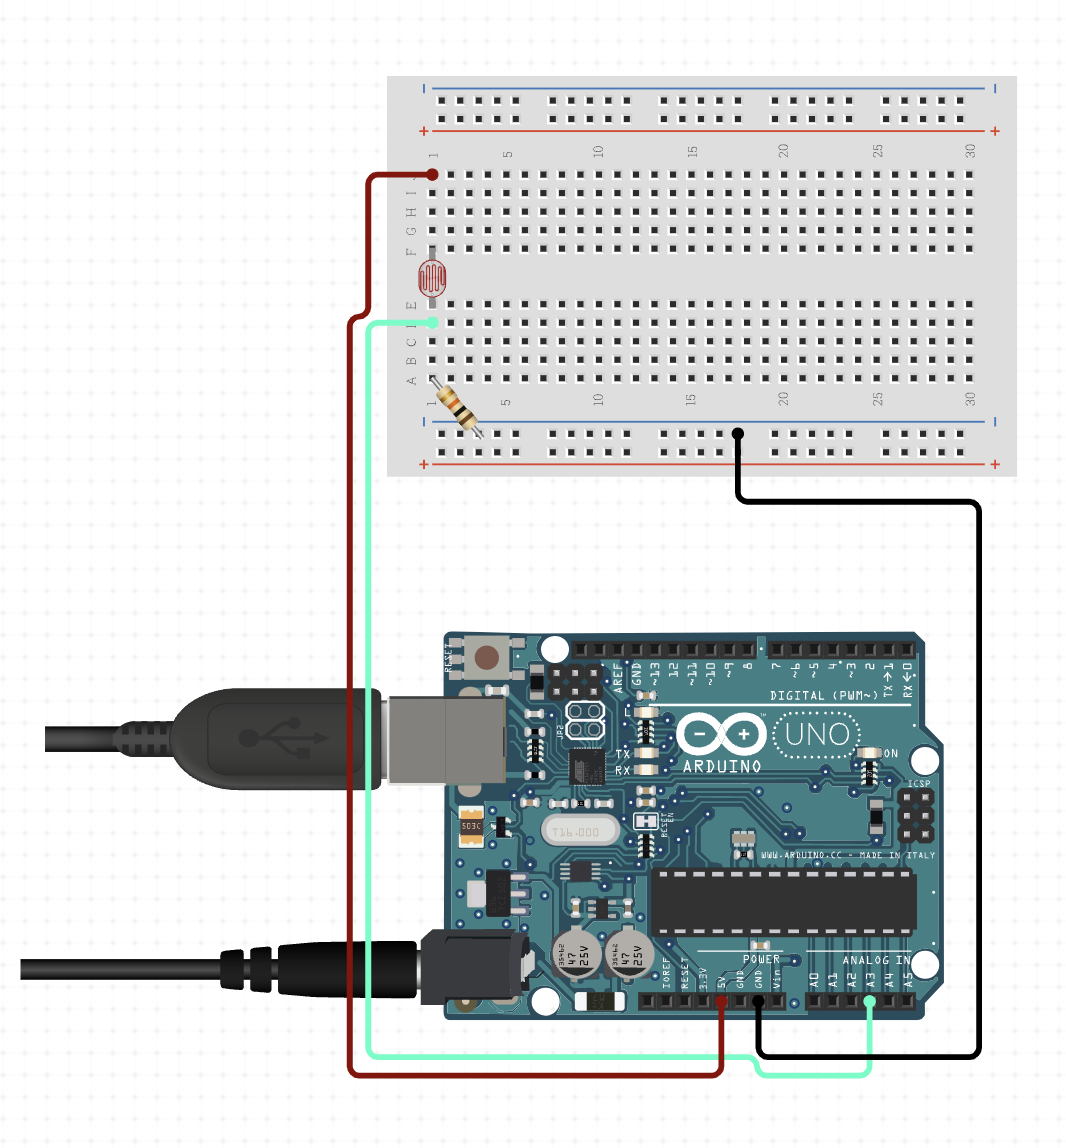 1 5 10 15 20 25 30
I
H
G
F
E
C
B
A
1 5 10 15 20 25 30
RESET
AREF
GND
~13
12
~11
~10
~9
8
7
~6
~5
4
~3
2
TX→1
RX←0
DIGITAL (PWM~)
L
JP2
UNO
TX
RX
ARDUINO
ON
ICSP
503C
T16.000
RESET
EN
WWW.ARDUINO.CC - MADE IN ITALY
47
25V
47
25V
POWER
ANALOG IN
IOREF
RESET
3.3V
5V
GND
GND
Vin
A0
A1
A2
A3
A4
A5